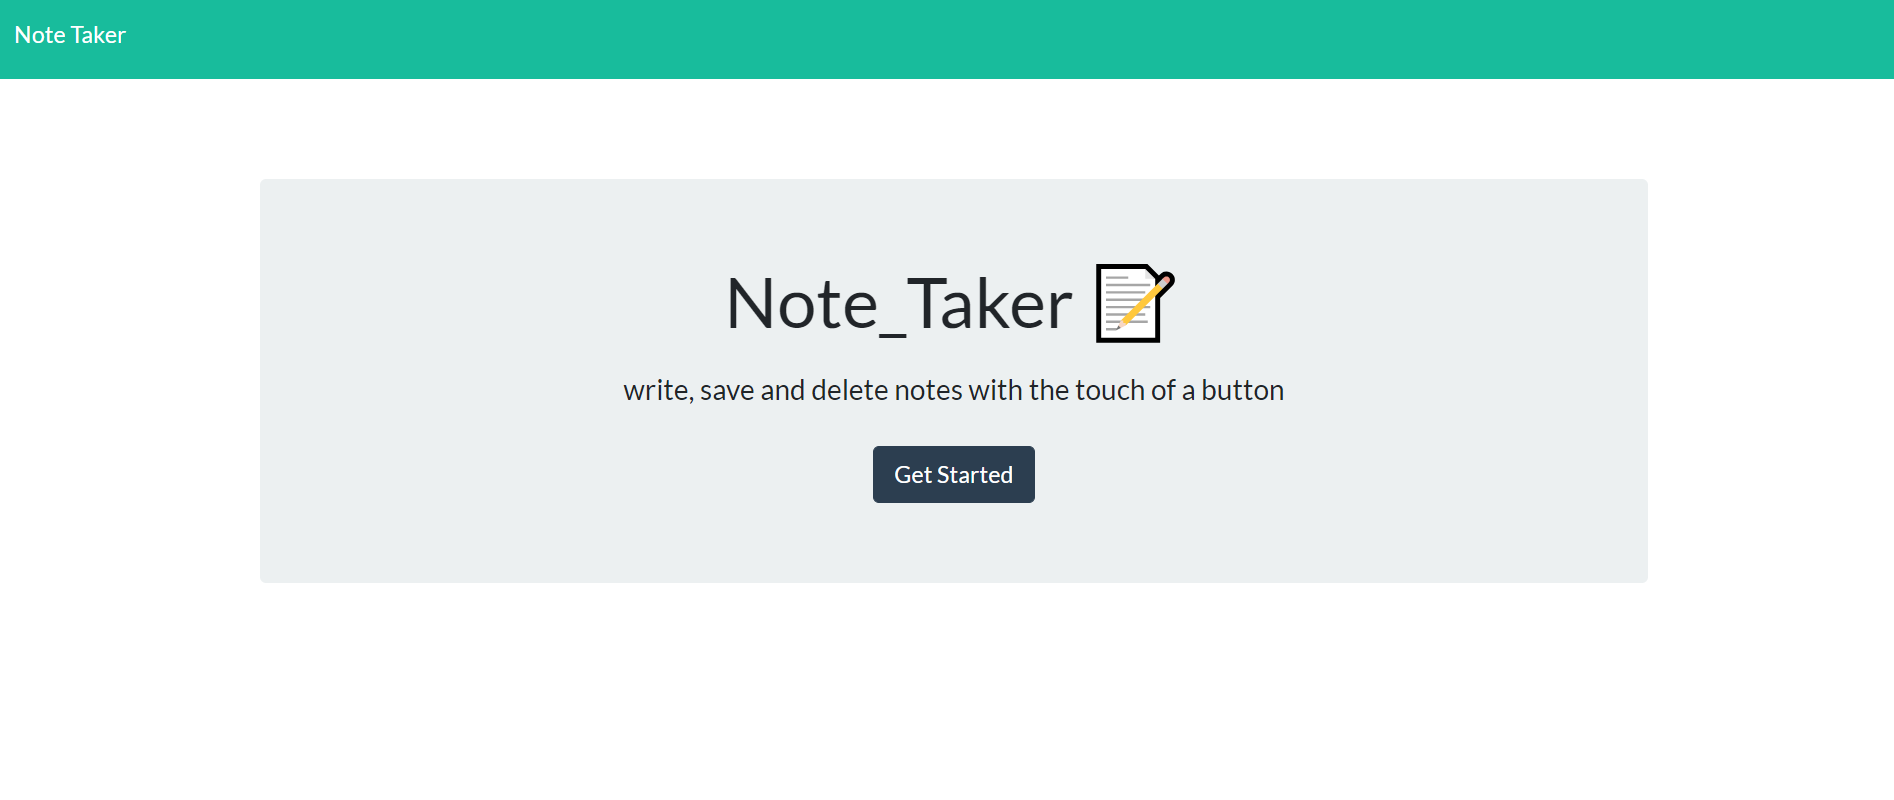 Note Taker
Note_Taker 📝
write, save and delete notes with the touch of a button
Get Started